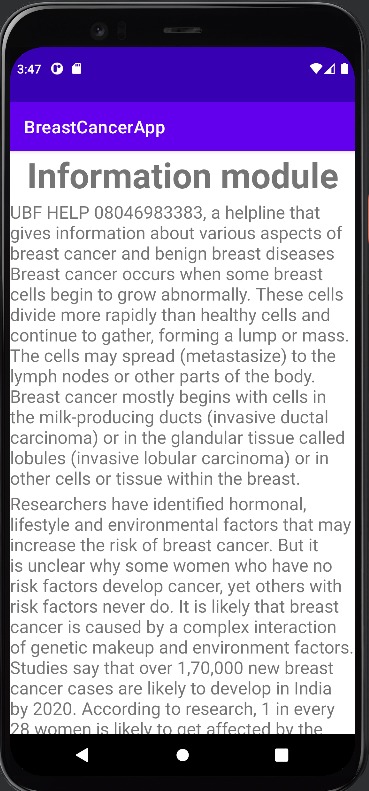 3:47
BreastCancerApp
Information module
UBF HELP 08046983383, a helpline that
gives information about various aspects of
breast cancer and benign breast diseases
Breast cancer occurs when some breast
cells begin to grow abnormally. These cells
divide more rapidly than healthy cells and
continue to gather, forming a lump or mass.
The cells may spread (metastasize) to the
lymph nodes or other parts of the body.
Breast cancer mostly begins with cells in
the milk-producing ducts (invasive ductal
carcinoma) or in the glandular tissue called
lobules (invasive lobular carcinoma) or in
other cells or tissue within the breast.
Researchers have identified hormonal,
lifestyle and environmental factors that may
increase the risk of breast cancer. But it
is unclear why some women who have no
risk factors develop cancer, yet others with
risk factors never do. It is likely that breast
cancer is caused by a complex interaction
of genetic makeup and environment factors.
Studies say that over 1,70,000 new breast
cancer cases are likely to develop in India
by 2020. According to research, 1 in every
28 women is likely to get affected by the